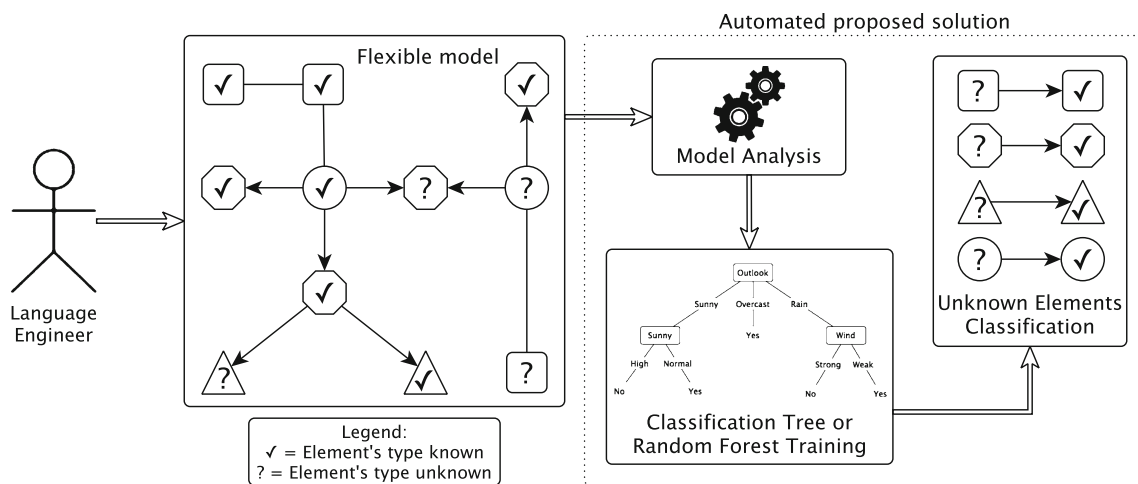 Automated proposed solution
Flexible model
✓
✓
✓
?
✓
✓
?
?
✓
?
✓
?
Language
Engineer
Legend:
✓ = Element's type known
? = Element's type unknown
Model Analysis
Outlook
Sunny Overcast Rain
Sunny Yes Wind
High Normal Strong Weak
No Yes No Yes
Classification Tree or
Random Forest Training
? ✓
? ✓
? ✓
? ✓
Unknown Elements
Classification